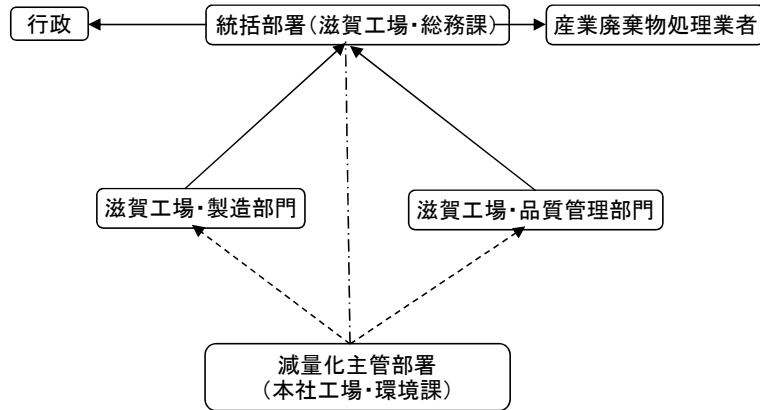 行政
統括部署(滋賀工場・総務課)
産業廃棄物処理業者
滋賀工場・製造部門
滋賀工場・品質管理部門
減量化主管部署
(本社工場・環境課)